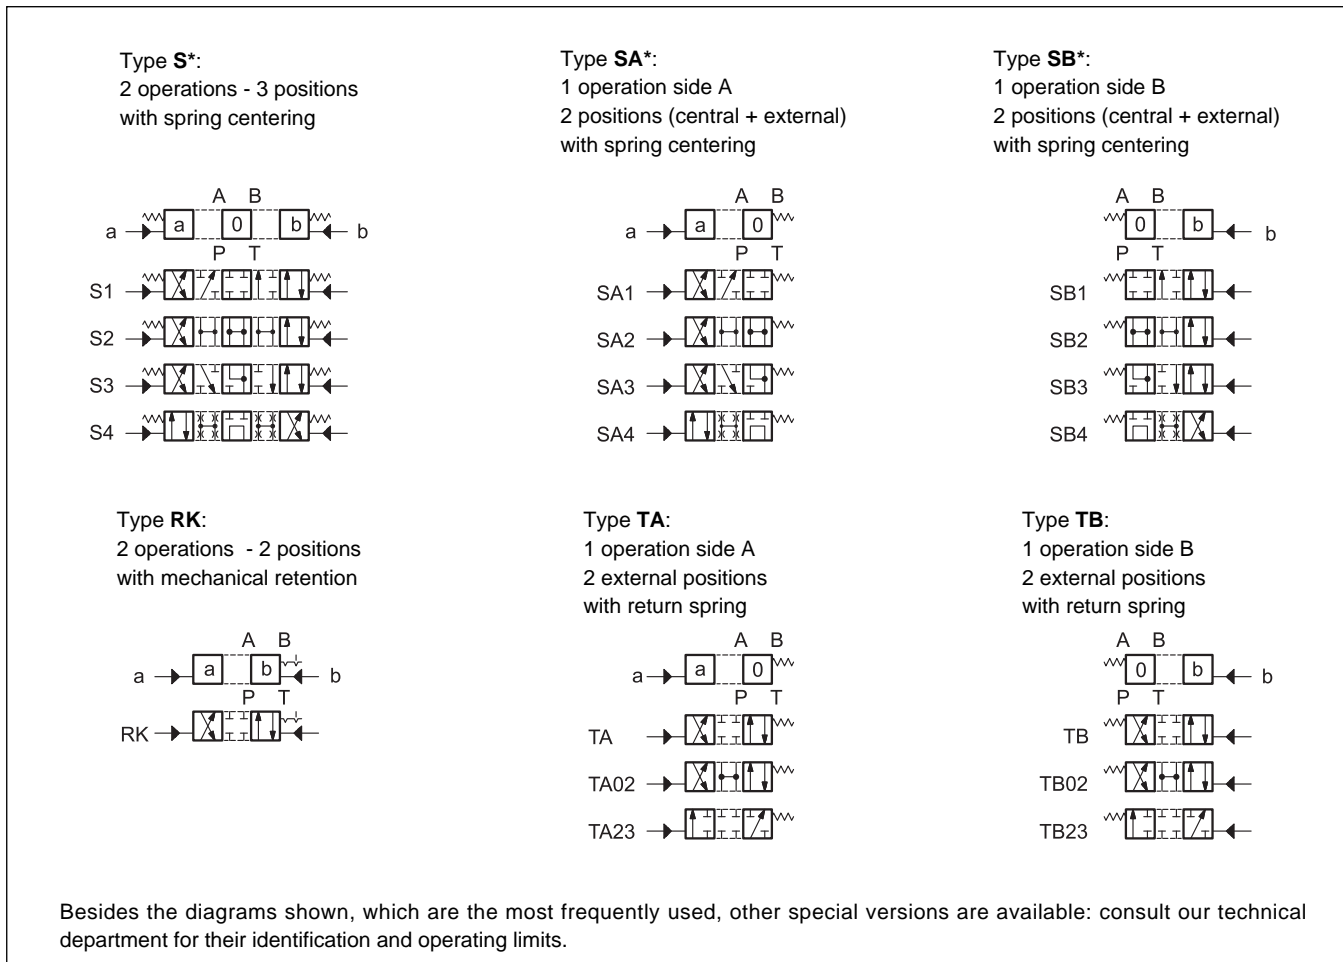 Type S*:
2 operations - 3 positions
with spring centering
A B
a a 0 b b
P T
S1
S2
S3
S4
Type SA*:
1 operation side A
2 positions (central + external)
with spring centering
A B
a a 0
P T
SA1
SA2
SA3
SA4
Type SB*:
1 operation side B
2 positions (central + external)
with spring centering
A B
0 b b
P T
SB1
SB2
SB3
SB4
Type RK:
2 operations - 2 positions
with mechanical retention
A B
a a b b
P T
RK
Type TA:
1 operation side A
2 external positions
with return spring
A B
a a 0
P T
TA
TA02
TA23
Type TB:
1 operation side B
2 external positions
with return spring
A B
0 b b
P T
TB
TB02
TB23
Besides the diagrams shown, which are the most frequently used, other special versions are available: consult our technical
department for their identification and operating limits.